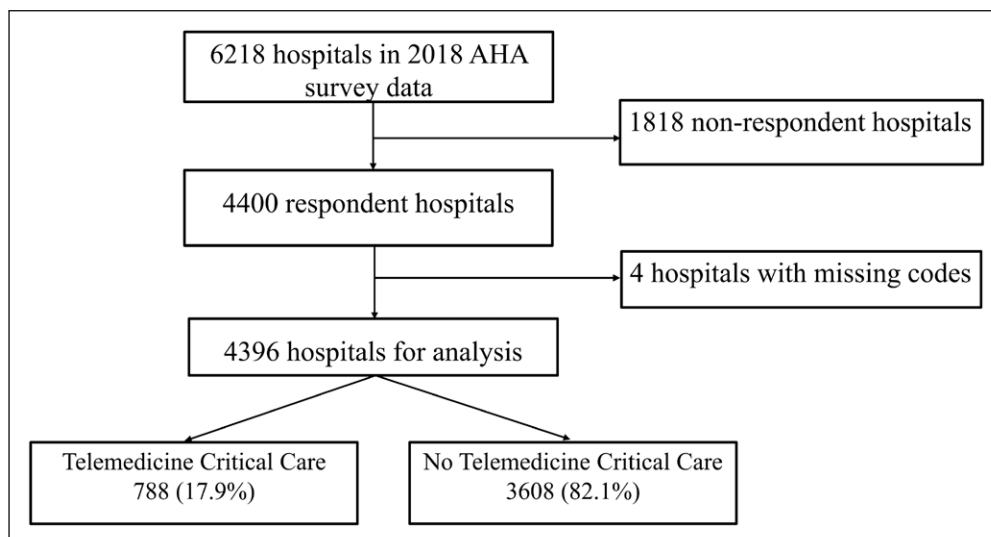 6218 hospitals in 2018 AHA
survey data
1818 non-respondent hospitals
4400 respondent hospitals
4 hospitals with missing codes
4396 hospitals for analysis
Telemedicine Critical Care
788 (17.9%)
No Telemedicine Critical Care
3608 (82.1%)